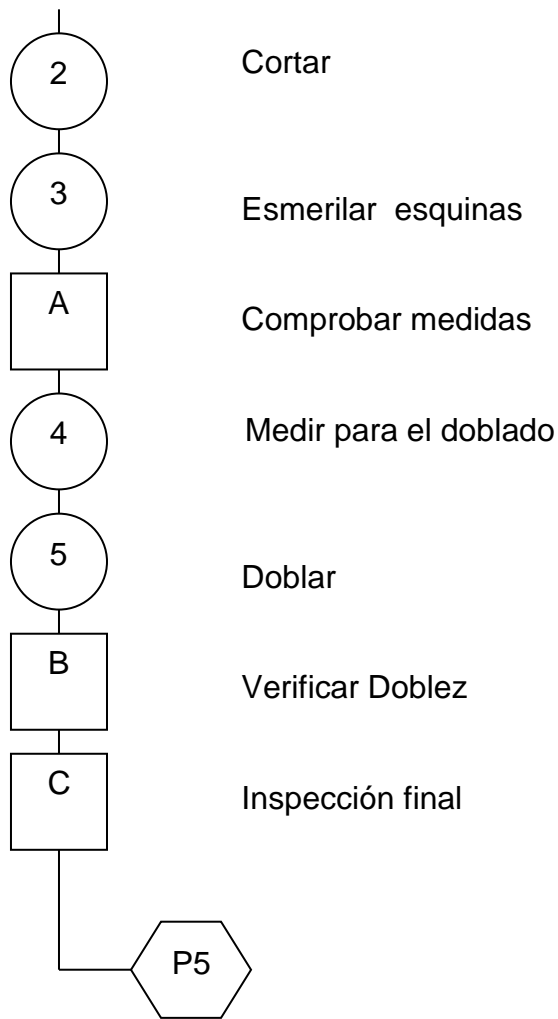 2 Cortar
3 Esmerilar esquinas
A Comprobar medidas
4 Medir para el doblado
5 Doblar
B Verificar Doblez
C Inspección final
P5